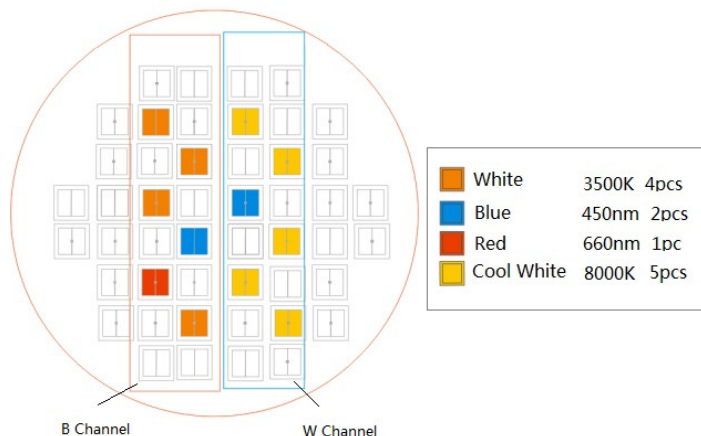 White 3500K 4pcs
Blue 450nm 2pcs
Red 660nm 1pc
Cool White 8000K 5pcs
B Channel
W Channel